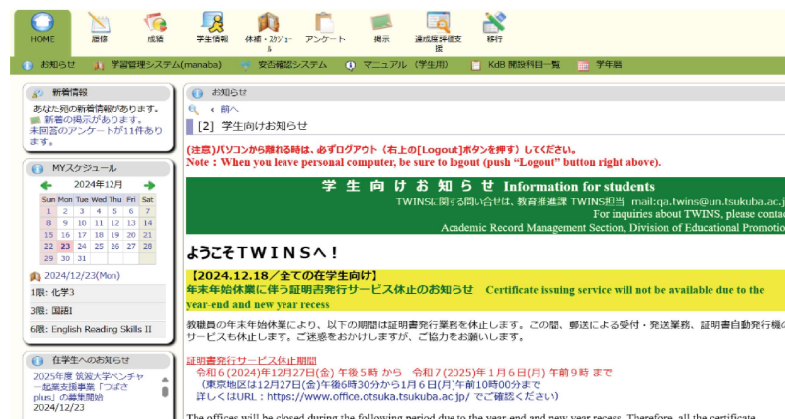 HOME
履修
成績
学生情報
休補・スケジュール
アンケート
掲示
達成度評価支援
移行
お知らせ
学習管理システム(manaba)
安否確認システム
マニュアル (学生用)
KdB 開設科目一覧
学年暦
新着情報
あなた宛の新着情報があります。
新着の掲示があります。
未回答のアンケートが11件あり
ます。
MYスケジュール
2024年12月
Sun Mon Tue Wed Thu Fri Sat
1 2 3 4 5 6 7
8 9 10 11 12 13 14
15 16 17 18 19 20 21
22 23 24 25 26 27 28
29 30 31
2024/12/23(Mon)
1限: 化学3
3限: 国語I
6限: English Reading Skills II
在学生へのお知らせ
2025年度 筑波大学ベンチャ
ー起業支援事業「つばさ
plus」の募集開始
2024/12/23
お知らせ
前へ
[2] 学生向けお知らせ
(注意)パソコンから離れる時は、必ずログアウト (右上の[Logout]ボタンを押す) してください。
Note : When you leave personal computer, be sure to logout (push “Logout” button right above).
学 生 向 け お 知 ら せ Information for students
TWINSに関する問い合せは、教育推進課 TWINS担当 mail:qa.twins@un.tsukuba.ac.j
For inquiries about TWINS, please contac
Academic Record Management Section, Division of Educational Promotio
ようこそTWINSへ！
【2024.12.18／全ての在学生向け】
年末年始休業に伴う証明書発行サービス休止のお知らせ Certificate issuing service will not be available due to the
year-end and new year recess
教職員の年末年始休業により、以下の期間は証明書発行業務を休止します。この間、郵送による受付・発送業務、証明書自動発行機の
サービスも休止します。ご迷惑をおかけしますが、ご協力をお願いします。
証明書発行サービス休止期間
令和6(2024)年12月27日(金) 午後5時 から 令和7(2025)年1月6日(月) 午前9時 まで
(東京地区は12月27日(金)午後6時30分から1月6日(月)午前10時00分まで
詳しくはURL：https://www.office.otsuka.tsukuba.ac.jp/ でご確認ください)
The offices will be closed during the following period due to the year-end and new year recess. Therefore, all the certificate